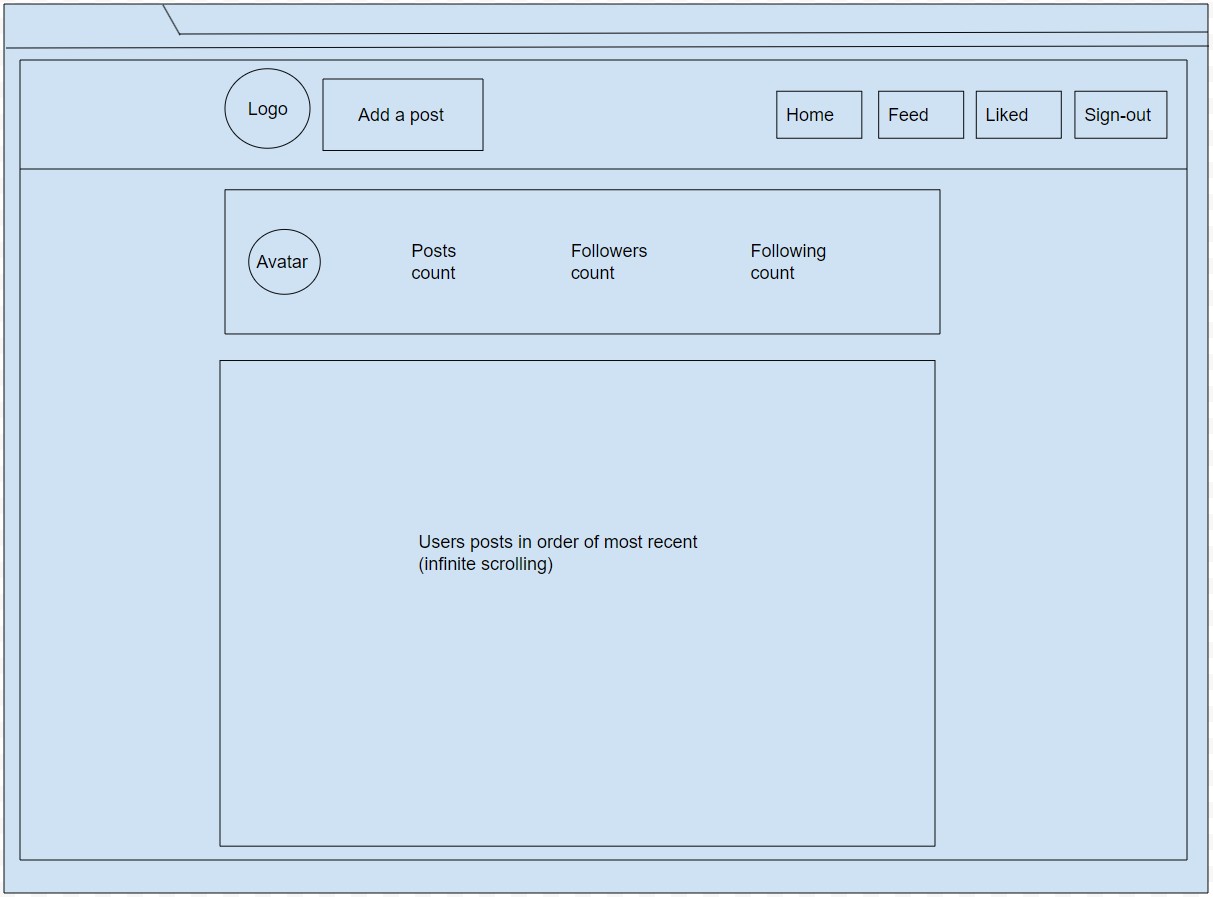 Logo
Add a post
Home
Feed
Liked
Sign-out
Avatar
Posts
count
Followers
count
Following
count
Users posts in order of most recent
(infinite scrolling)